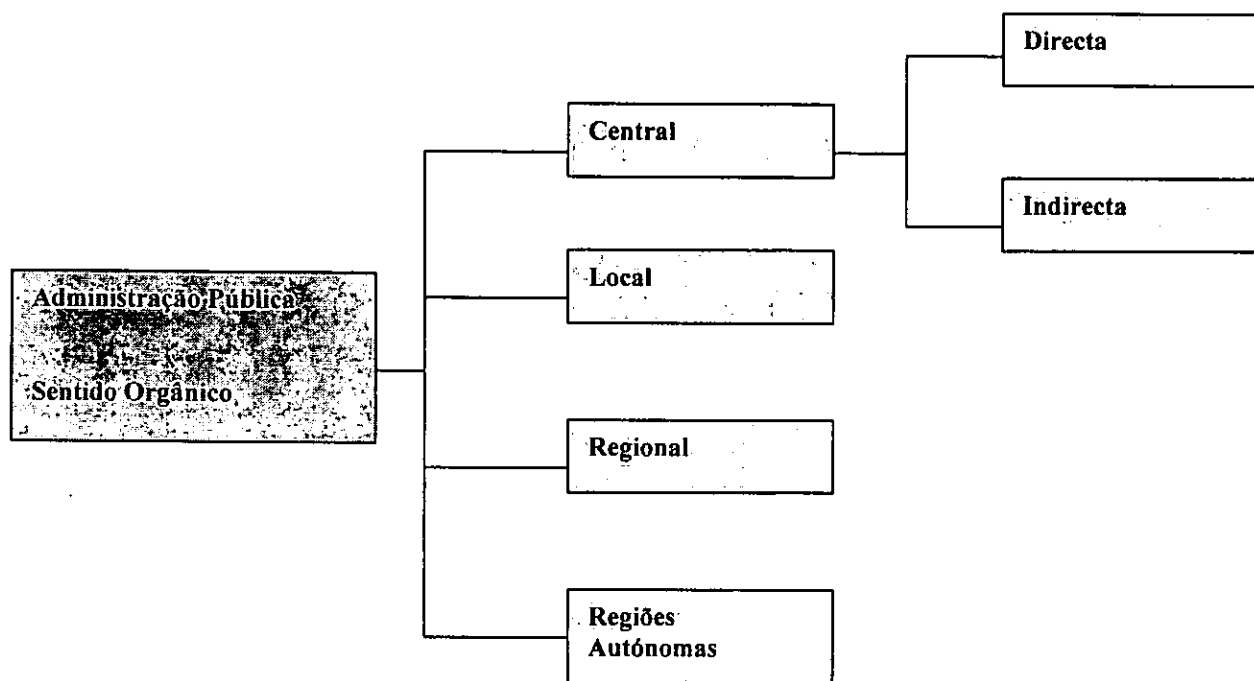 Directa
Central
Indirecta
Local
Administração Pública
Sentido Orgânico
Regional
Regiões
Autónomas